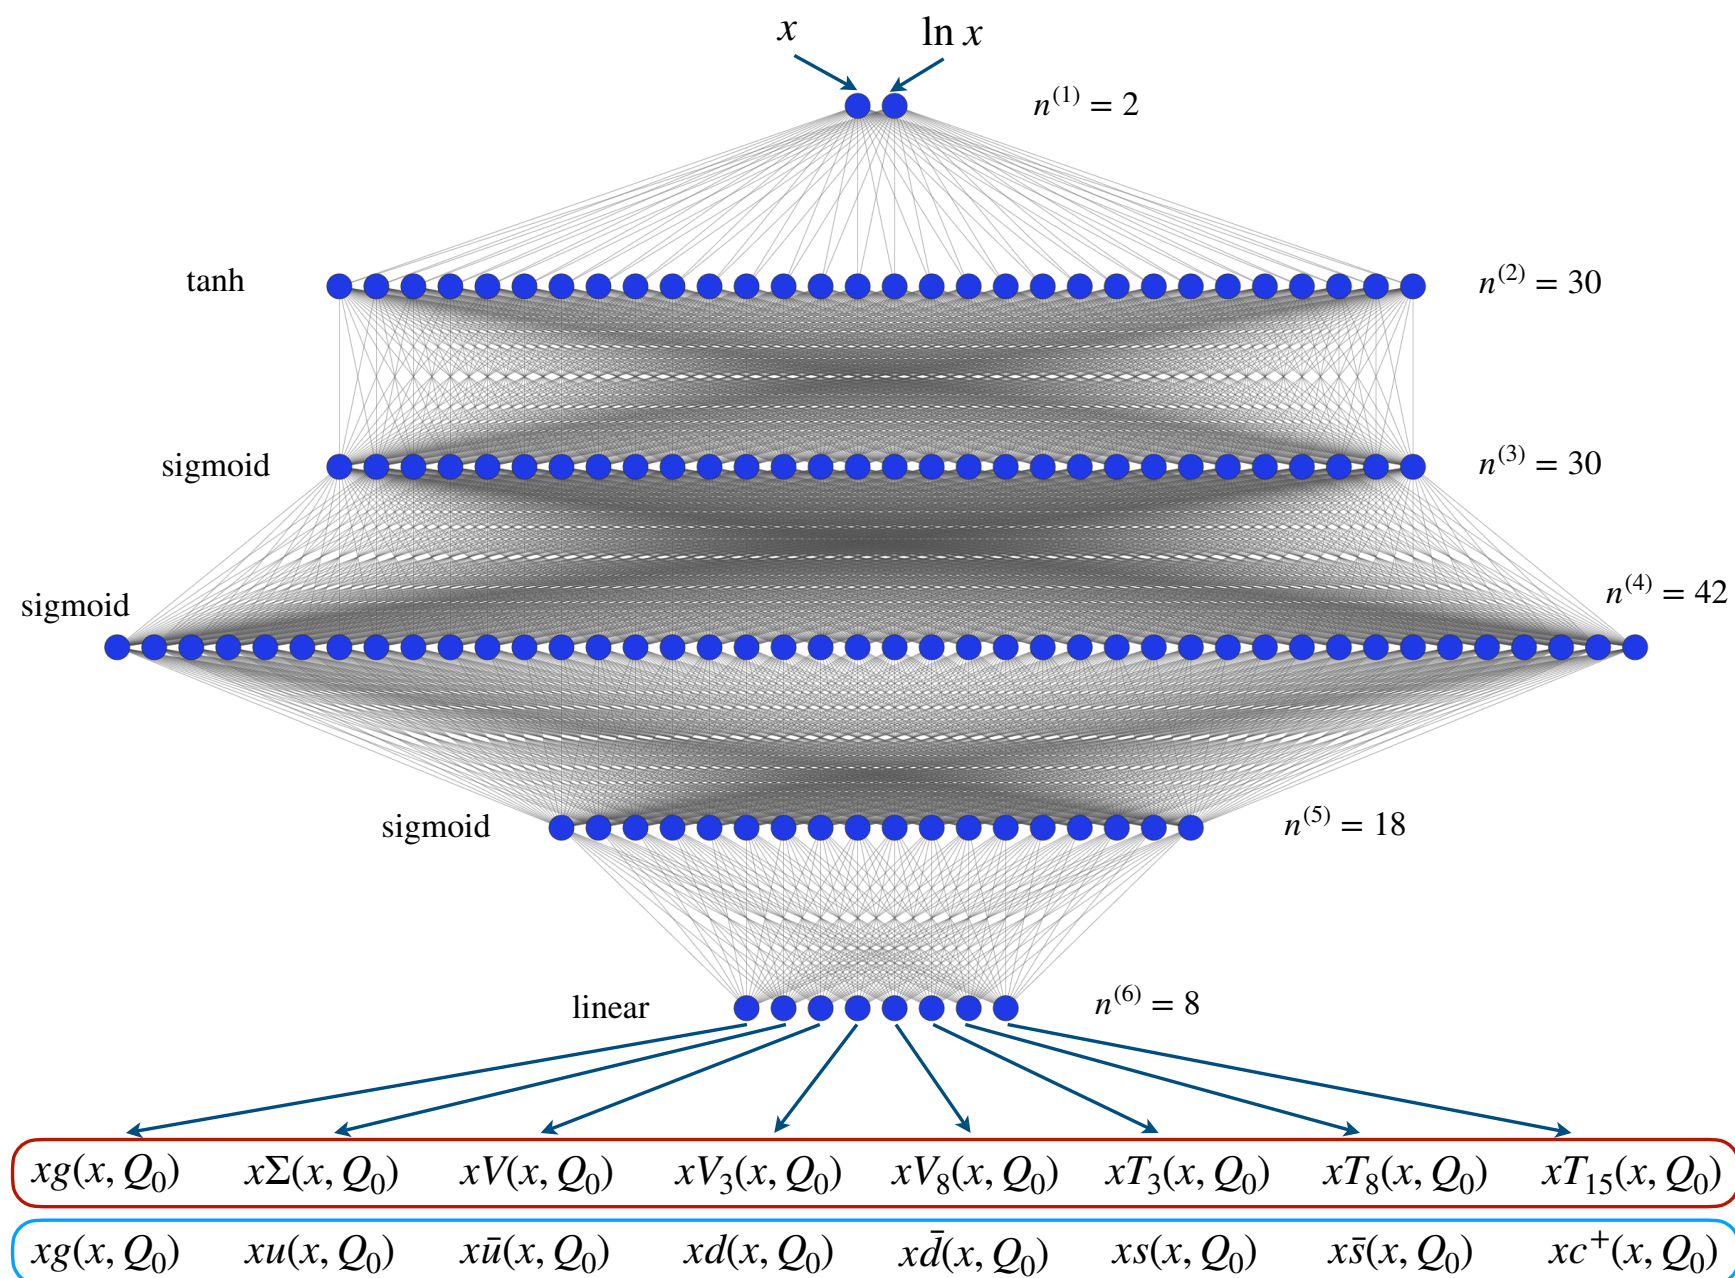 x ln x
n⁽¹⁾ = 2
tanh n⁽²⁾ = 30
sigmoid n⁽³⁾ = 30
sigmoid n⁽⁴⁾ = 42
sigmoid n⁽⁵⁾ = 18
linear n⁽⁶⁾ = 8
xg(x, Q₀) xΣ(x, Q₀) xV(x, Q₀) xV₃(x, Q₀) xV₈(x, Q₀) xT₃(x, Q₀) xT₈(x, Q₀) xT₁₅(x, Q₀)
xg(x, Q₀) xu(x, Q₀) xū(x, Q₀) xd(x, Q₀) xd̄(x, Q₀) xs(x, Q₀) xs̄(x, Q₀) xc⁺(x, Q₀)